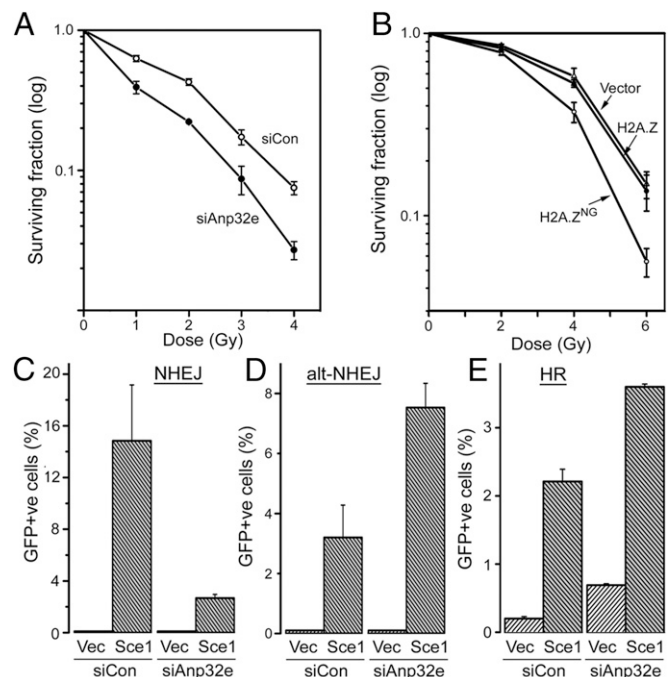 A
B
1.0
0.1
Surviving fraction (log)
siCon
siAnp32e
0 1 2 3 4
Dose (Gy)
1.0
0.1
Surviving fraction (log)
Vector
H2A.Z
H2A.Z^NG
0 2 4 6
Dose (Gy)
C
NHEJ
20
16
12
8
4
0
GFP+ve cells (%)
Vec Sce1 Vec Sce1
siCon siAnp32e
D
alt-NHEJ
8
6
4
2
0
GFP+ve cells (%)
Vec Sce1 Vec Sce1
siCon siAnp32e
E
HR
3
2
1
0
GFP+ve cells (%)
Vec Sce1 Vec Sce1
siCon siAnp32e